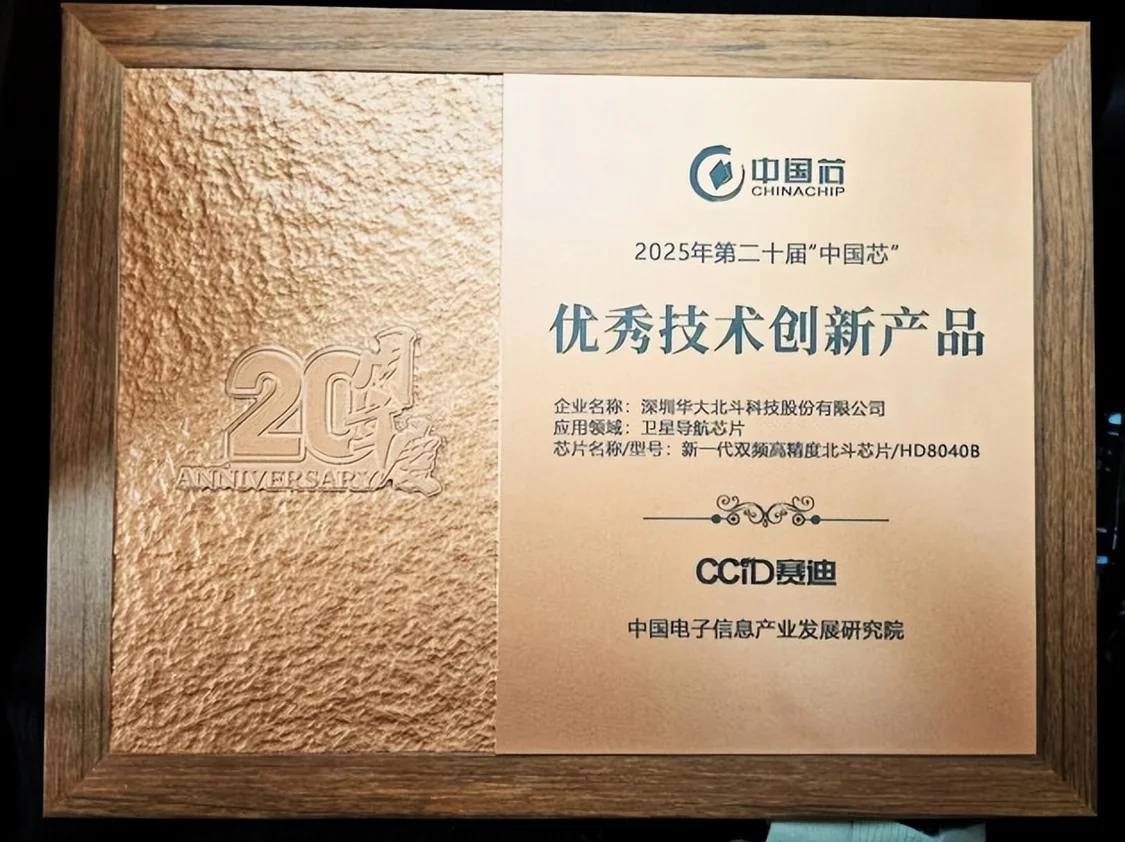 20周年度
ANNIVERSARY
中国芯
CHINACHIP
2025年第二十届"中国芯"
优秀技术创新产品
企业名称：深圳华大北斗科技股份有限公司
应用领域：卫星导航芯片
芯片名称/型号：新一代双频高精度北斗芯片/HD8040B
CCiD赛迪
中国电子信息产业发展研究院